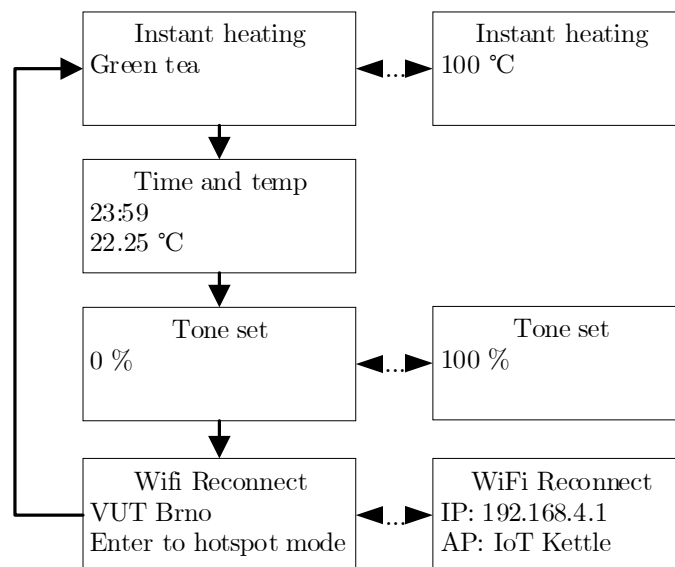 Instant heating
Green tea
...
Instant heating
100 °C
Time and temp
23:59
22.25 °C
Tone set
0 %
...
Tone set
100 %
Wifi Reconnect
VUT Brno
Enter to hotspot mode
...
WiFi Reconnect
IP: 192.168.4.1
AP: IoT Kettle